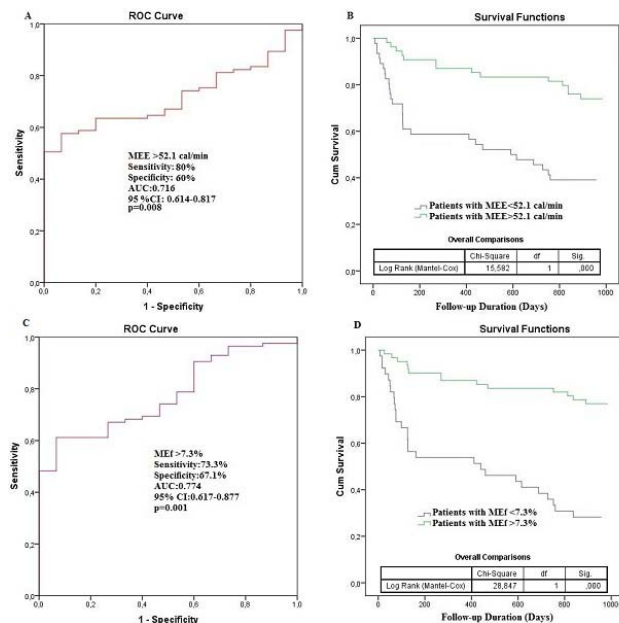 A
ROC Curve
1,0
0,8
0,6
0,4
0,2
0,0
Sensitivity
MEE >52.1 cal/min
Sensitivity: 80%
Specificity: 60%
AUC:0.716
95 %CI: 0.614-0.817
p=0.008
0,0 0,2 0,4 0,6 0,8 1,0
1 - Specificity
B
Survival Functions
1,0
0,8
0,6
0,4
0,2
0,0
Cum Survival
Patients with MEE<52.1 cal/min
Patients with MEE>52.1 cal/min
Overall Comparisons
Chi-Square df Sig.
Log Rank (Mantel-Cox) 15,582 1 ,000
0 200 400 600 800 1000
Follow-up Duration (Days)
C
ROC Curve
1,0
0,8
0,6
0,4
0,2
0,0
Sensitivity
MEf >7.3%
Sensitivity:73.3%
Specificity:67.1%
AUC:0.774
95% CI:0.617-0.877
p=0.001
0,0 0,2 0,4 0,6 0,8 1,0
1 - Specificity
D
Survival Functions
1,0
0,8
0,6
0,4
0,2
0,0
Cum Survival
Patients with MEf <7.3%
Patients with MEf >7.3%
Overall Comparisons
Chi-Square df Sig.
Log Rank (Mantel-Cox) 28,847 1 ,000
0 200 400 600 800 1000
Follow-up Duration (Days)